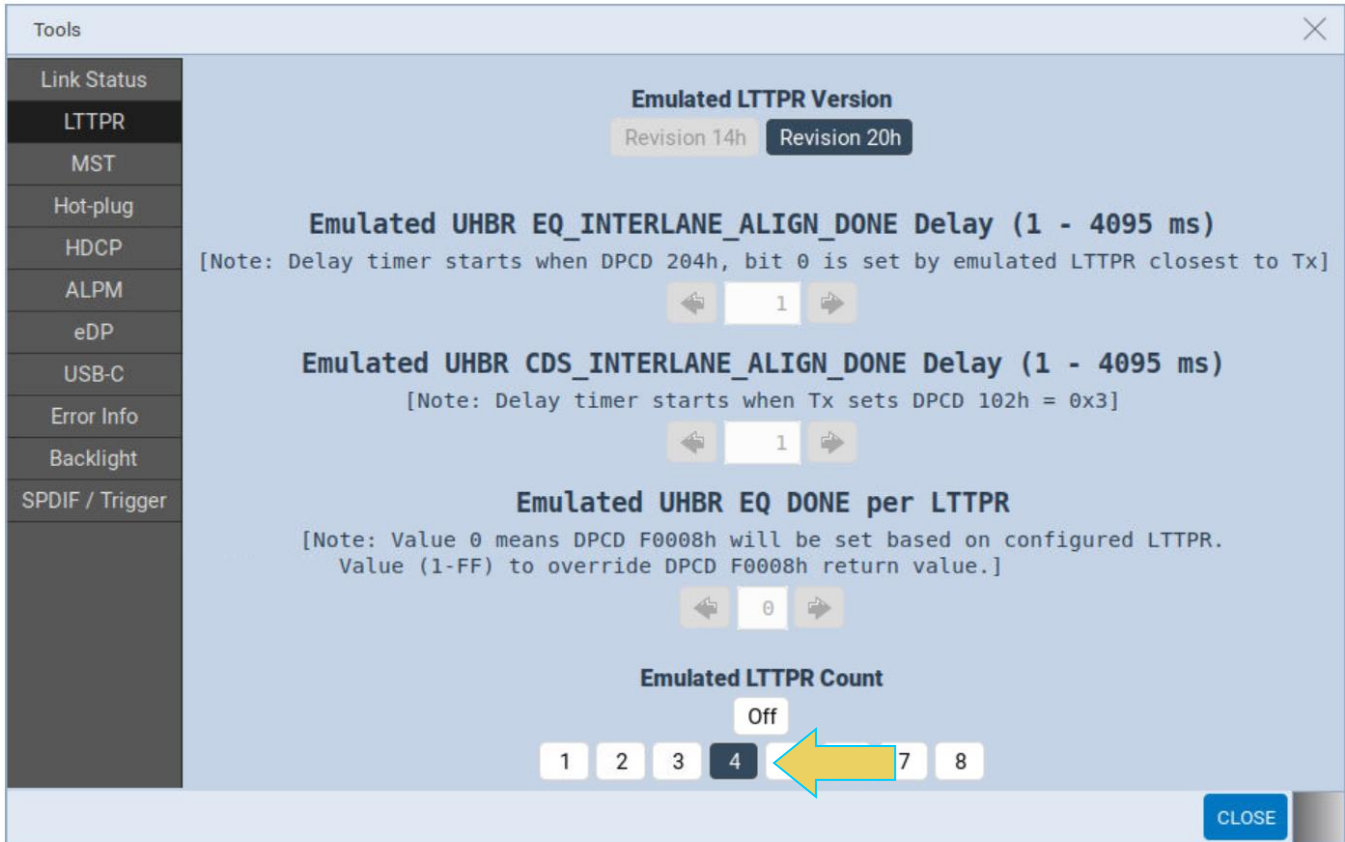 Tools
Link Status
LTTPR
MST
Hot-plug
HDCP
ALPM
eDP
USB-C
Error Info
Backlight
SPDIF / Trigger
Emulated LTTPR Version
Revision 14h Revision 20h
Emulated UHBR EQ_INTERLANE_ALIGN_DONE Delay (1 - 4095 ms)
[Note: Delay timer starts when DPCD 204h, bit 0 is set by emulated LTTPR closest to Tx]
1
Emulated UHBR CDS_INTERLANE_ALIGN_DONE Delay (1 - 4095 ms)
[Note: Delay timer starts when Tx sets DPCD 102h = 0x3]
1
Emulated UHBR EQ DONE per LTTPR
[Note: Value 0 means DPCD F0008h will be set based on configured LTTPR.
Value (1-FF) to override DPCD F0008h return value.]
0
Emulated LTTPR Count
Off
1 2 3 4 7 8
CLOSE